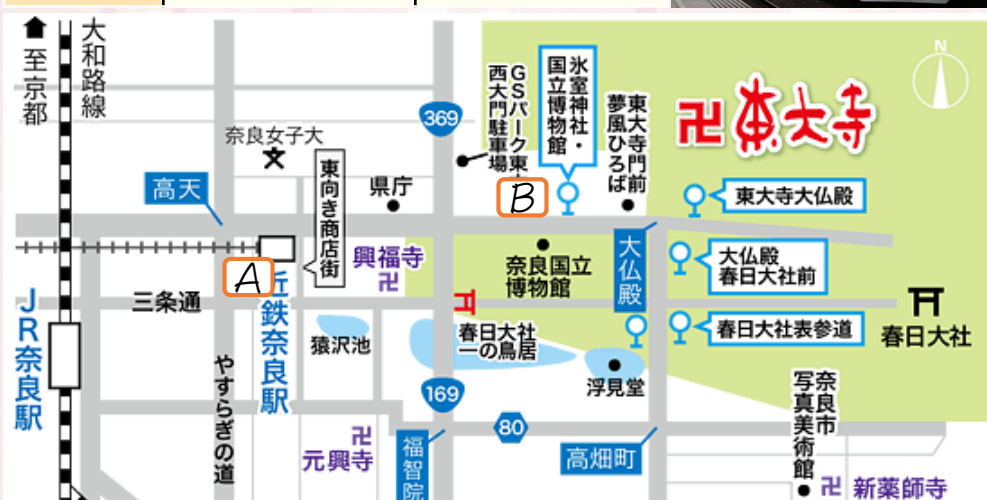 至京都
大和路線
369
奈良女子大
東向き商店街
県庁
高天
GSパーク東
西大門駐車場
氷室神社・
国立博物館
東大寺門前
夢風ひろば
N
卍東大寺
東大寺大仏殿
B
大仏殿
大仏殿
春日大社前
奈良国立
博物館
興福寺
卍
A
近鉄奈良駅
三条通
JR奈良駅
猿沢池
春日大社
一の鳥居
春日大社表参道
春日大社
浮見堂
やすらぎの道
169
80
卍
元興寺
福智院
高畑町
奈良市
写真美術館
卍 新薬師寺